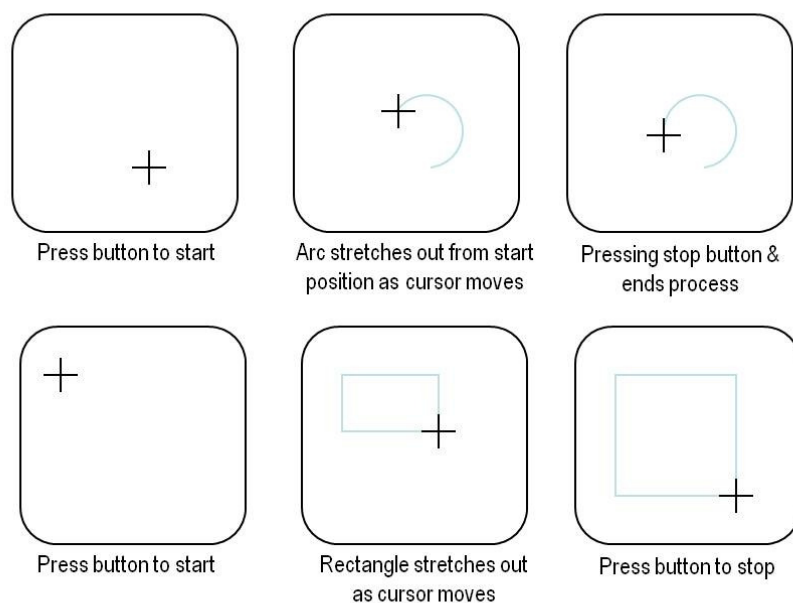 Press button to start
Arc stretches out from start
position as cursor moves
Pressing stop button &
ends process
Press button to start
Rectangle stretches out
as cursor moves
Press button to stop